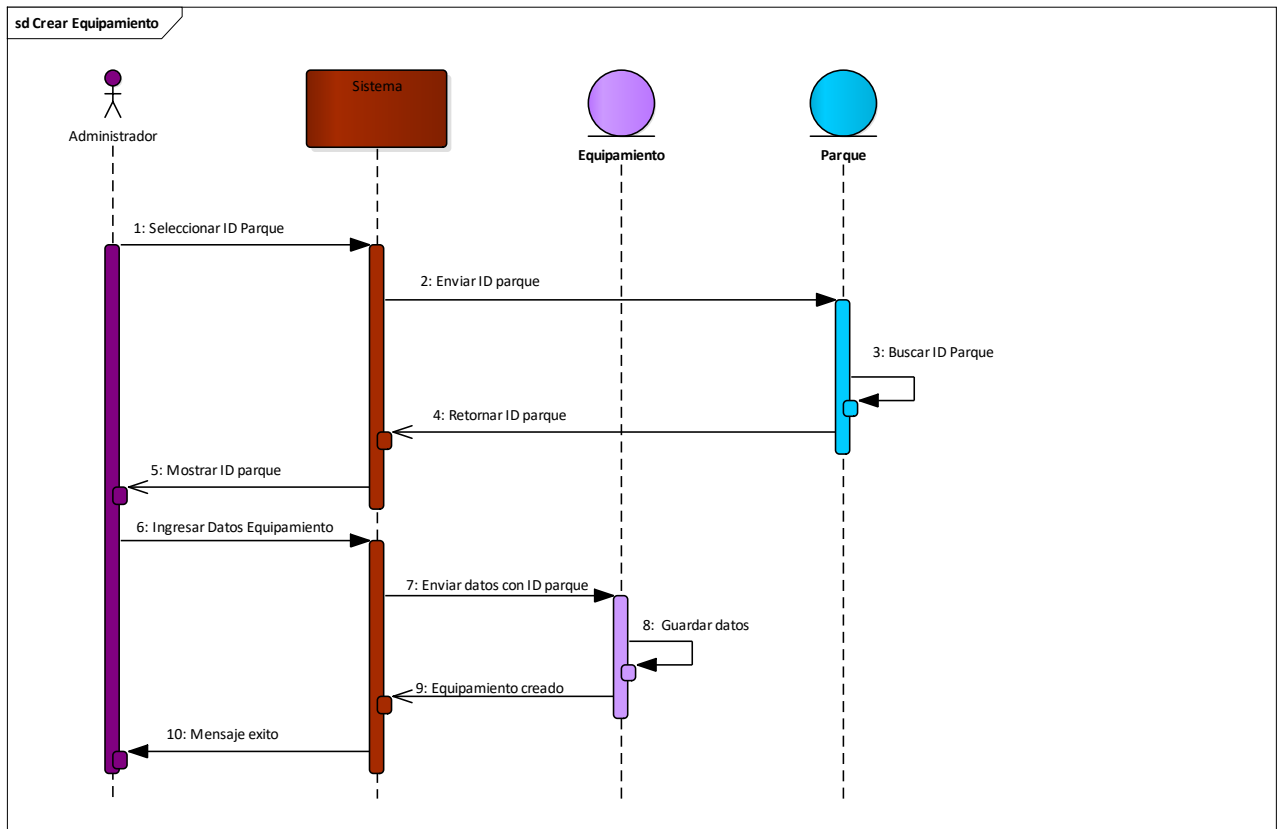 sd Crear Equipamiento
Sistema
Administrador
Equipamiento
Parque
1: Seleccionar ID Parque
2: Enviar ID parque
3: Buscar ID Parque
4: Retornar ID parque
5: Mostrar ID parque
6: Ingresar Datos Equipamiento
7: Enviar datos con ID parque
8: Guardar datos
9: Equipamiento creado
10: Mensaje exito